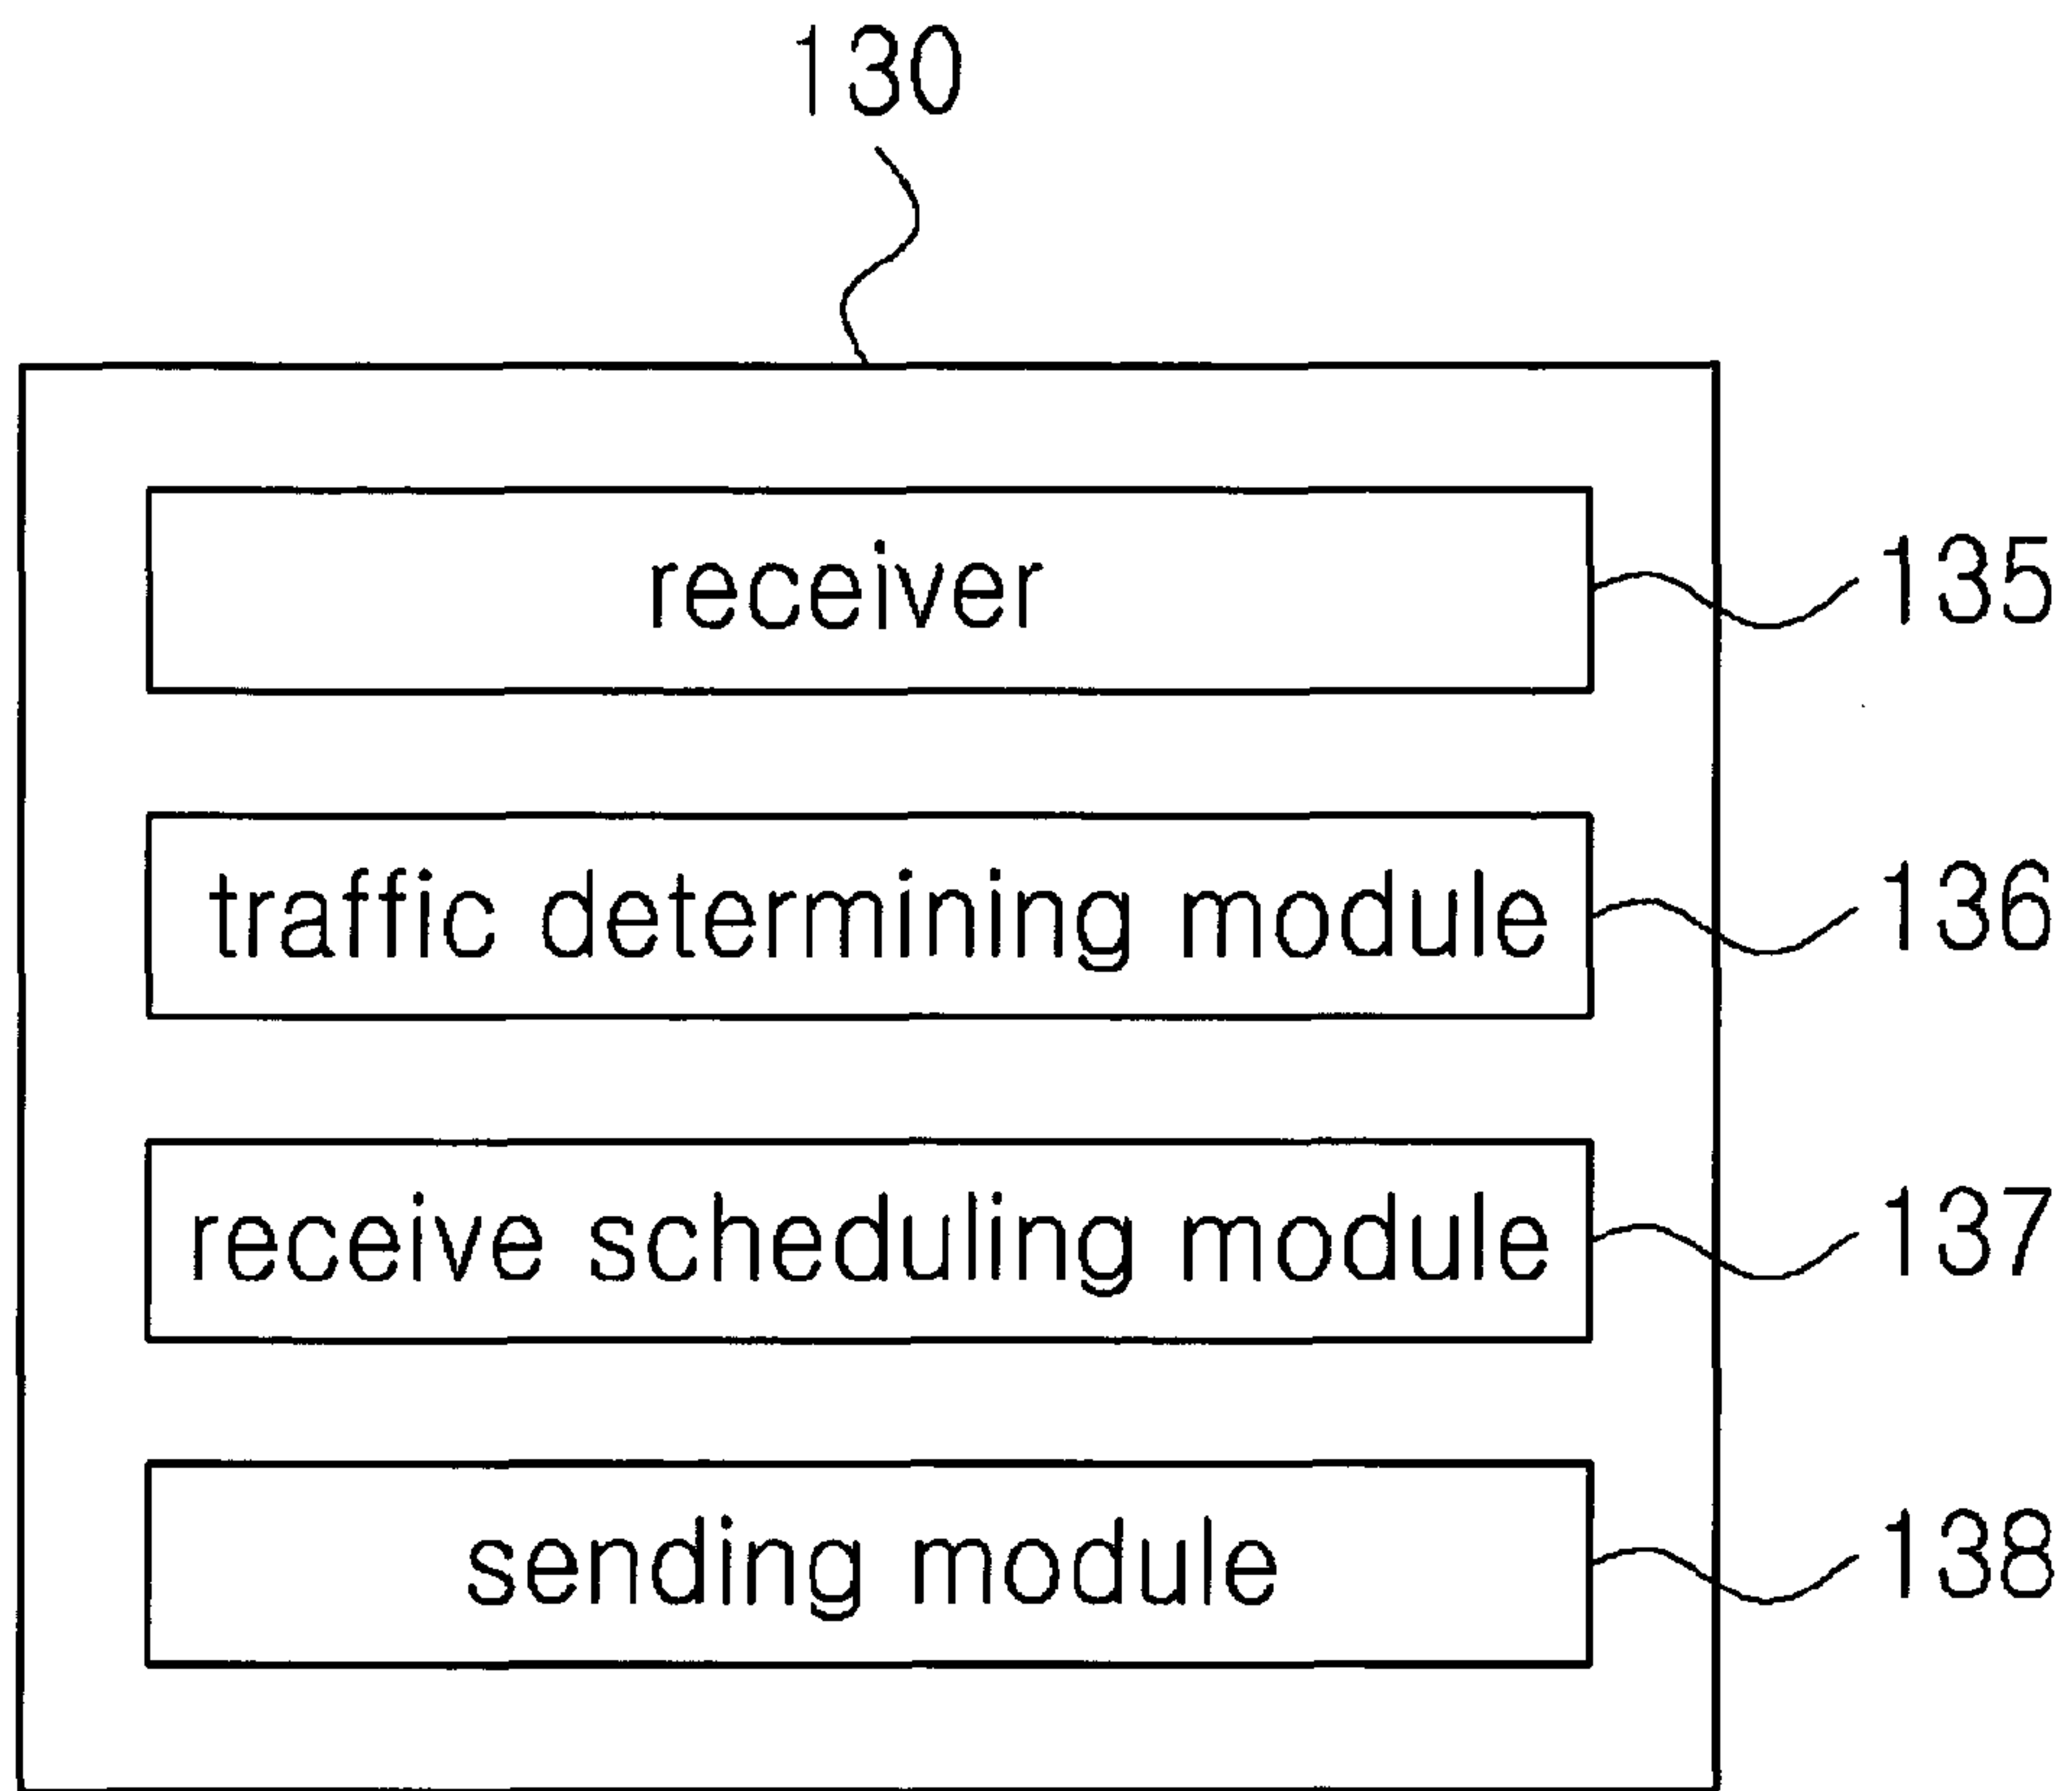 130
receiver 135
traffic determining module 136
receive scheduling module 137
sending module 138